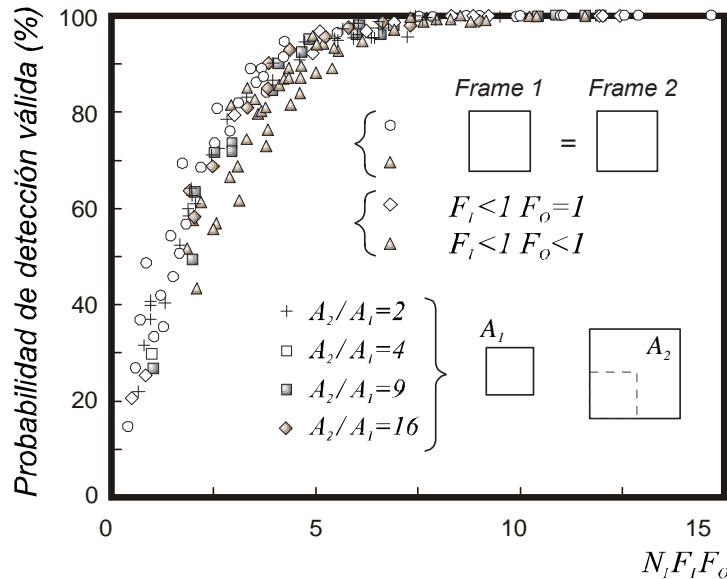 Probabilidad de detección válida (%)
100
80
60
40
20
0
0
5
10
15
N_I F_I F_O
Frame 1
Frame 2
=
F_I<1 F_O=1
F_I<1 F_O<1
A_2/A_1=2
A_2/A_1=4
A_2/A_1=9
A_2/A_1=16
A_1
A_2